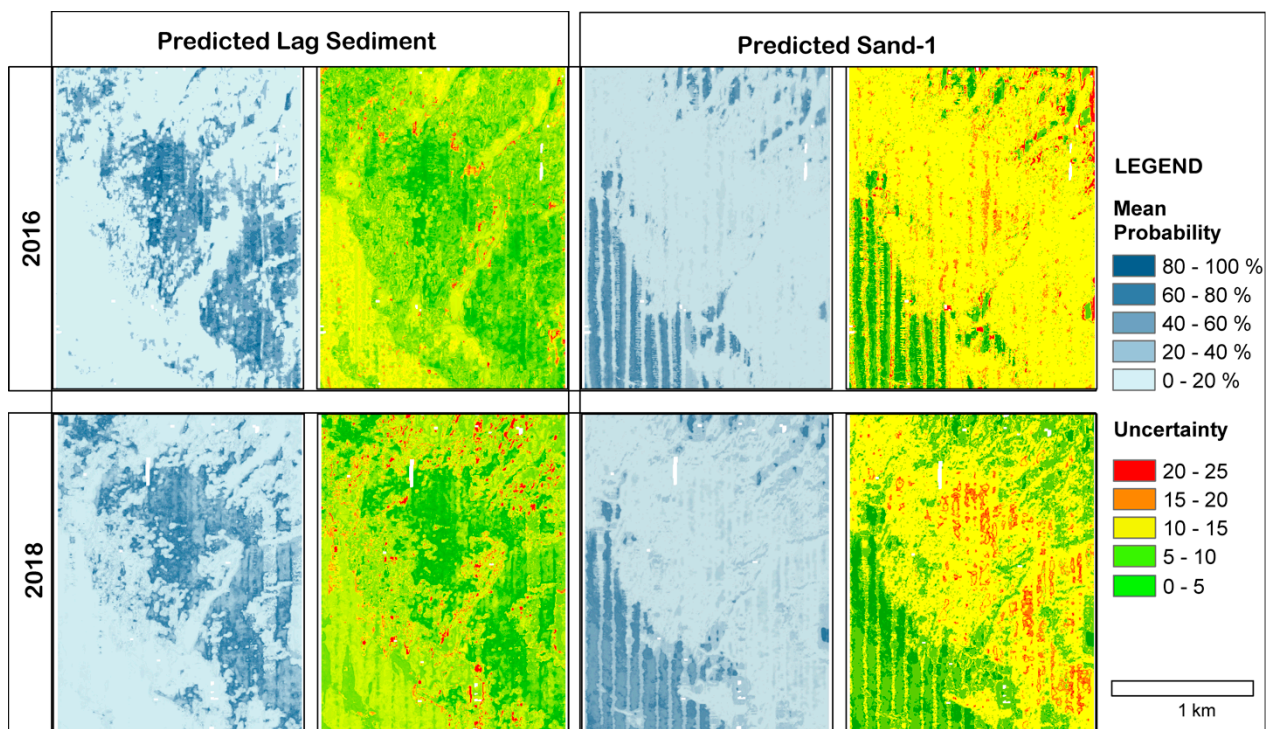 Predicted Lag Sediment
Predicted Sand-1
2016
2018
LEGEND
Mean
Probability
80 - 100 %
60 - 80 %
40 - 60 %
20 - 40 %
0 - 20 %
Uncertainty
20 - 25
15 - 20
10 - 15
5 - 10
0 - 5
1 km